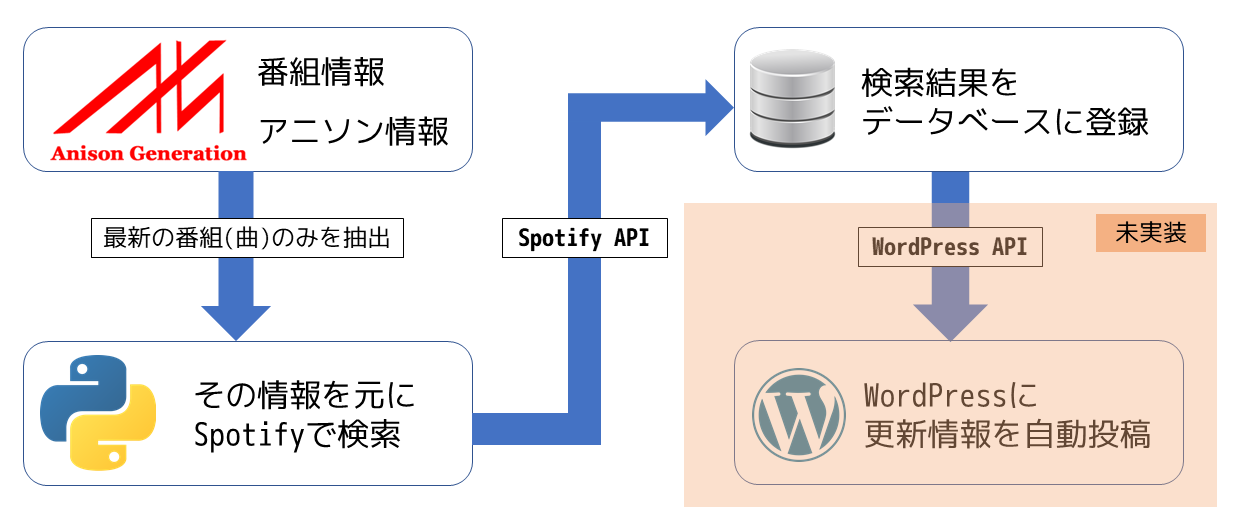 番組情報
アニソン情報
Anison Generation
最新の番組(曲)のみを抽出
その情報を元に
Spotifyで検索
Spotify API
検索結果を
データベースに登録
未実装
WordPress API
WordPressに
更新情報を自動投稿